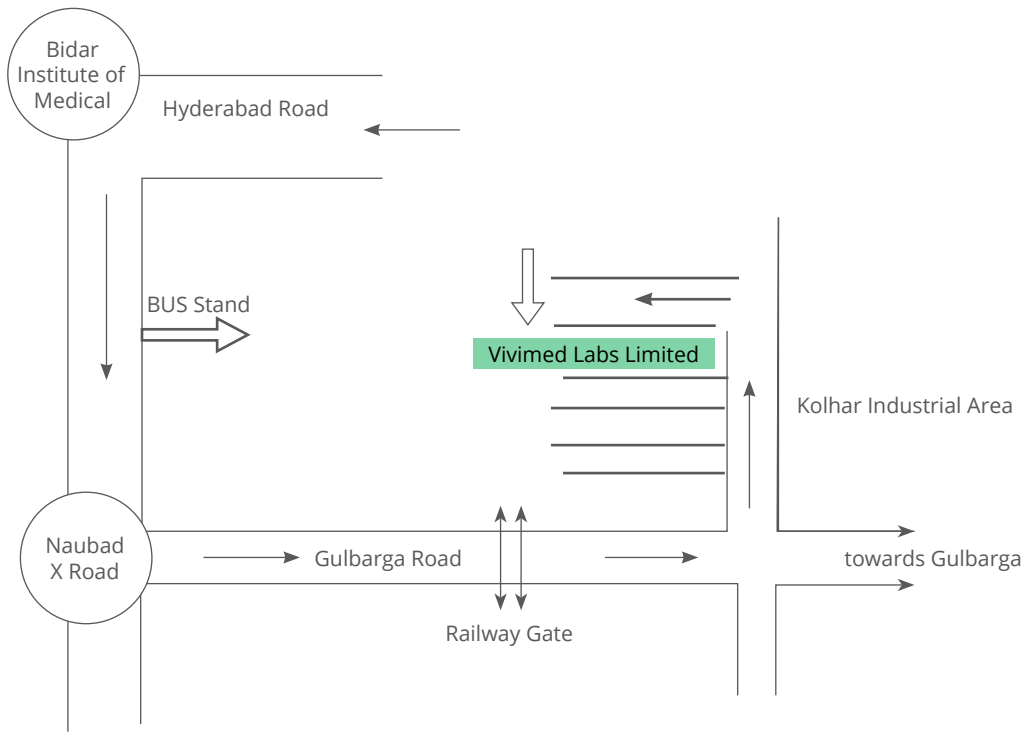 Bidar
Institute of
Medical
Hyderabad Road
BUS Stand
Vivimed Labs Limited
Kolhar Industrial Area
Naubad
X Road
Gulbarga Road
towards Gulbarga
Railway Gate